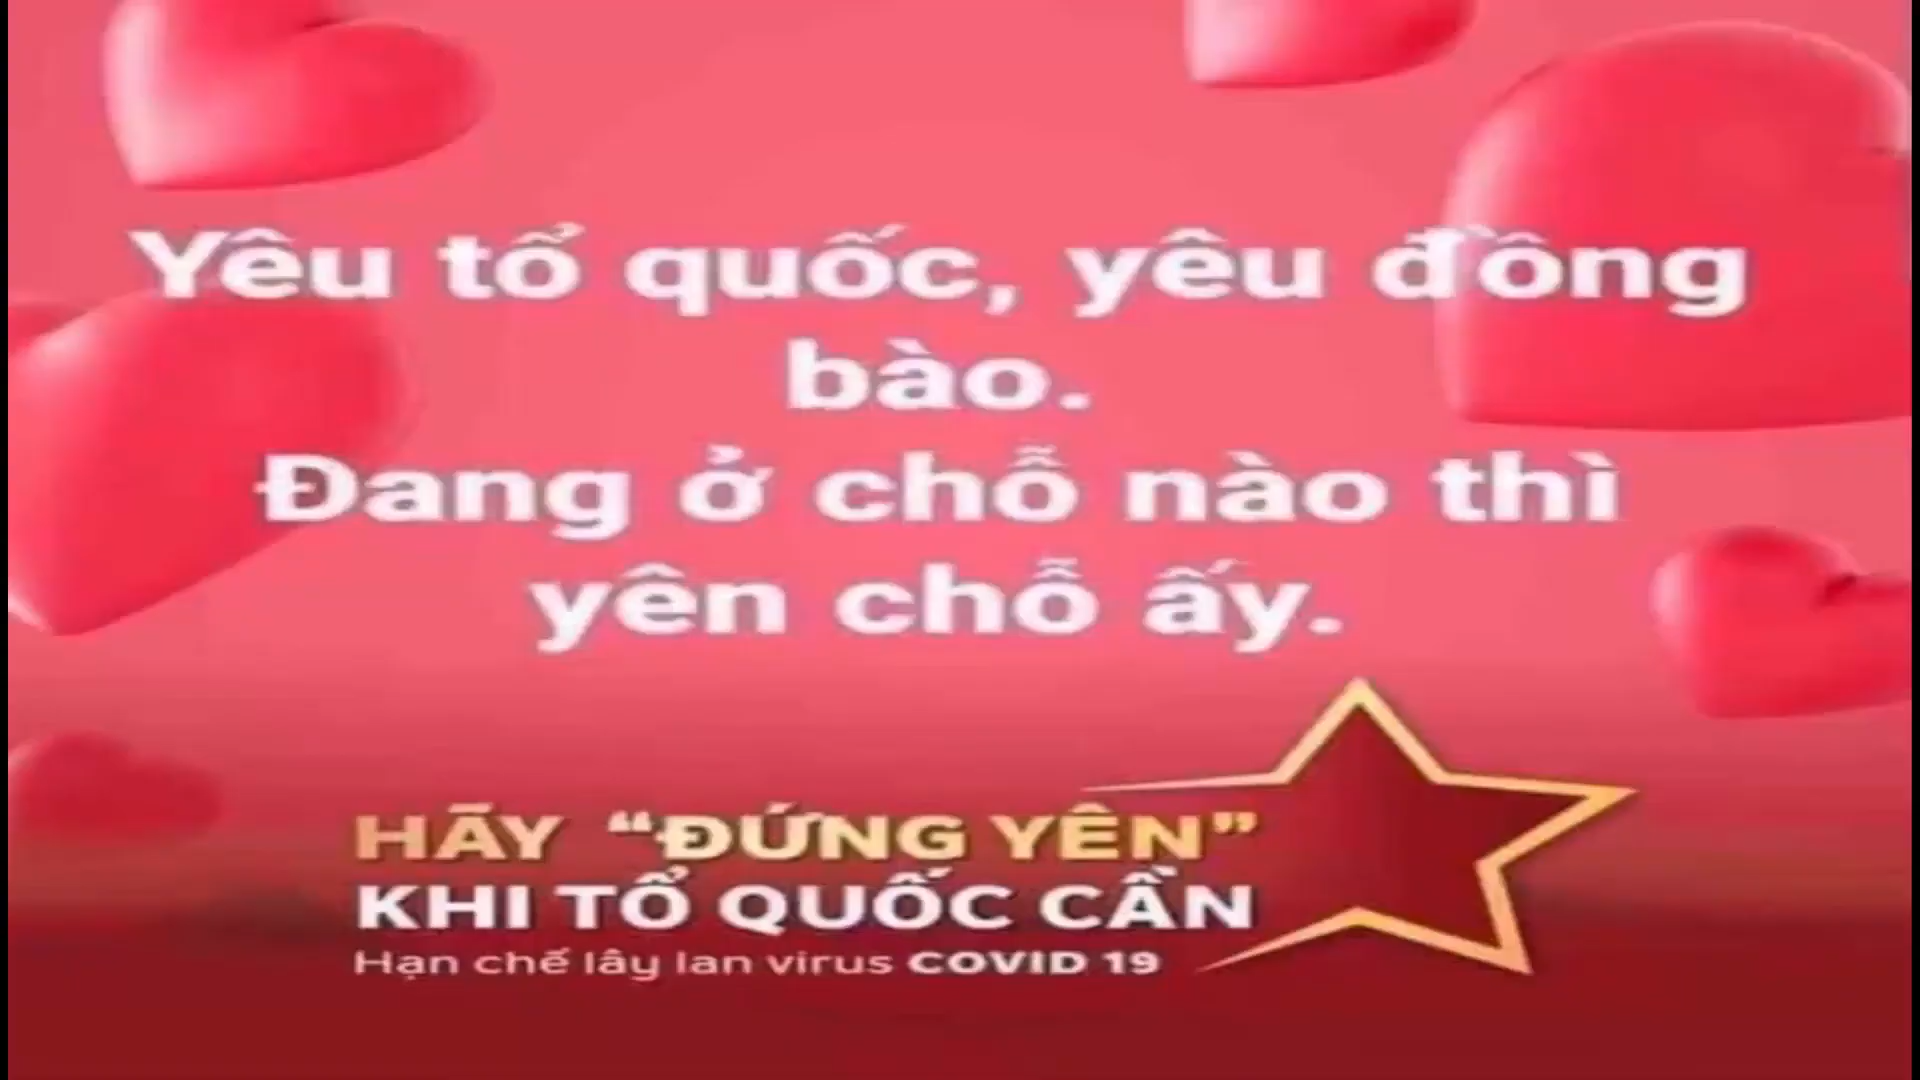 Yêu tổ quốc, yêu đồng
bào.
Đang ở chỗ nào thì
yên chỗ ấy.
HÃY “ĐỨNG YÊN”
KHI TỔ QUỐC CẦN
Hạn chế lây lan virus COVID 19